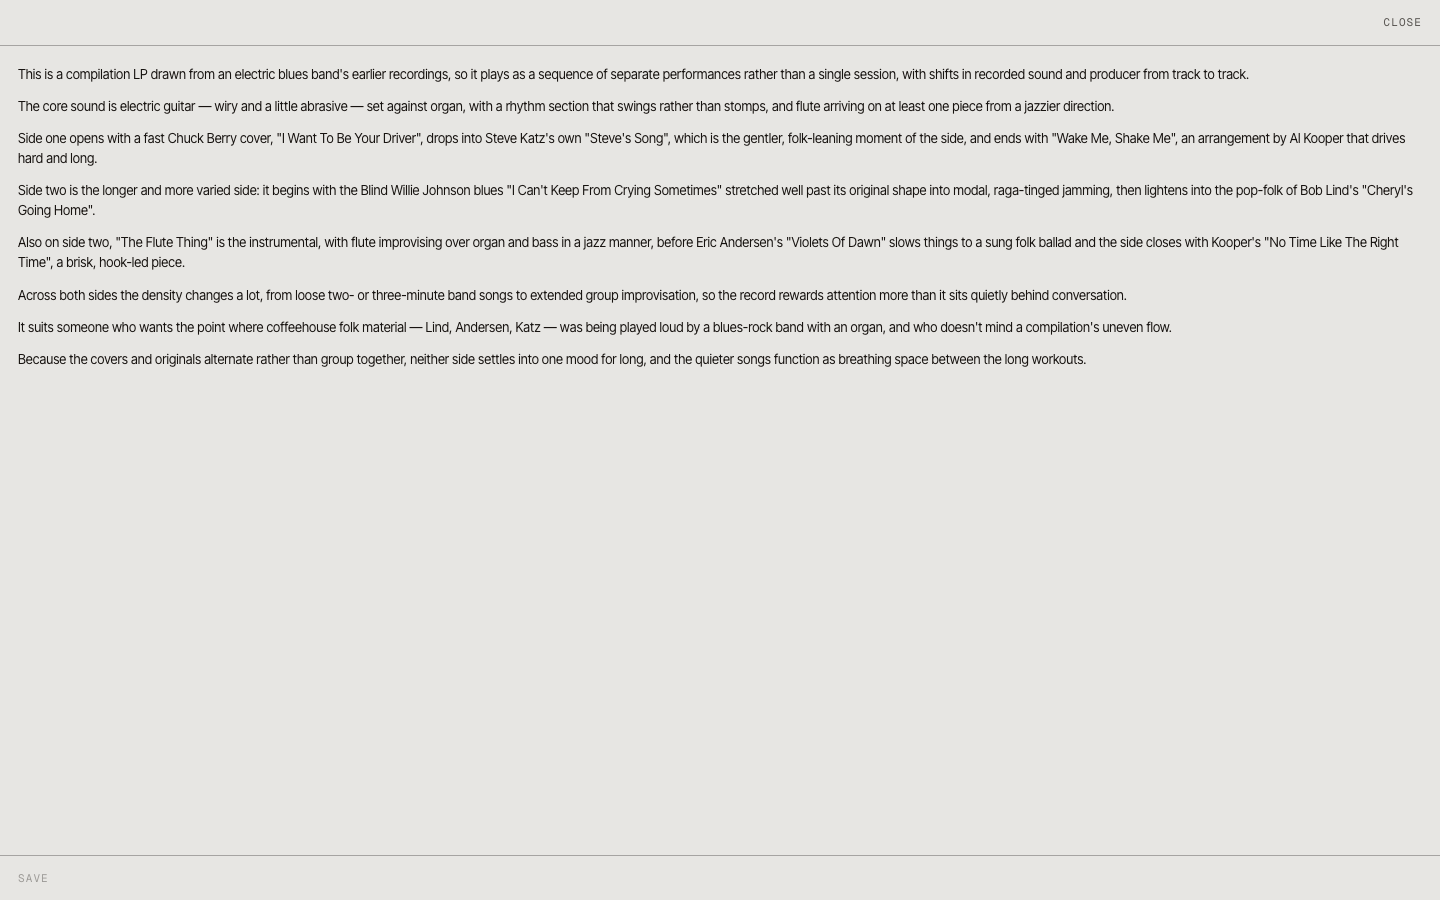 CLOSE
This is a compilation LP drawn from an electric blues band's earlier recordings, so it plays as a sequence of separate performances rather than a single session, with shifts in recorded sound and producer from track to track.
The core sound is electric guitar — wiry and a little abrasive — set against organ, with a rhythm section that swings rather than stomps, and flute arriving on at least one piece from a jazzier direction.
Side one opens with a fast Chuck Berry cover, "I Want To Be Your Driver", drops into Steve Katz's own "Steve's Song", which is the gentler, folk-leaning moment of the side, and ends with "Wake Me, Shake Me", an arrangement by Al Kooper that drives
hard and long.
Side two is the longer and more varied side: it begins with the Blind Willie Johnson blues "I Can't Keep From Crying Sometimes" stretched well past its original shape into modal, raga-tinged jamming, then lightens into the pop-folk of Bob Lind's "Cheryl's
Going Home".
Also on side two, "The Flute Thing" is the instrumental, with flute improvising over organ and bass in a jazz manner, before Eric Andersen's "Violets Of Dawn" slows things to a sung folk ballad and the side closes with Kooper's "No Time Like The Right
Time", a brisk, hook-led piece.
Across both sides the density changes a lot, from loose two- or three-minute band songs to extended group improvisation, so the record rewards attention more than it sits quietly behind conversation.
It suits someone who wants the point where coffeehouse folk material — Lind, Andersen, Katz — was being played loud by a blues-rock band with an organ, and who doesn't mind a compilation's uneven flow.
Because the covers and originals alternate rather than group together, neither side settles into one mood for long, and the quieter songs function as breathing space between the long workouts.
SAVE